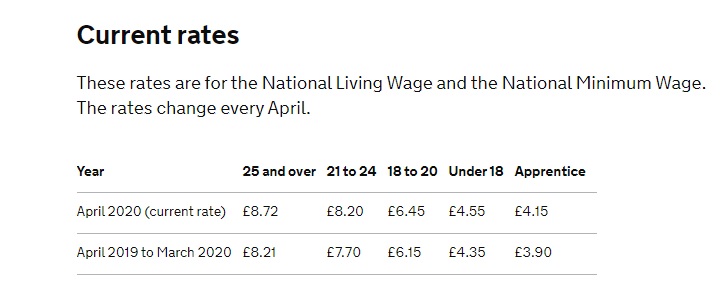 Current rates
These rates are for the National Living Wage and the National Minimum Wage.
The rates change every April.
Year 25 and over 21 to 24 18 to 20 Under 18 Apprentice
April 2020 (current rate) £8.72 £8.20 £6.45 £4.55 £4.15
April 2019 to March 2020 £8.21 £7.70 £6.15 £4.35 £3.90